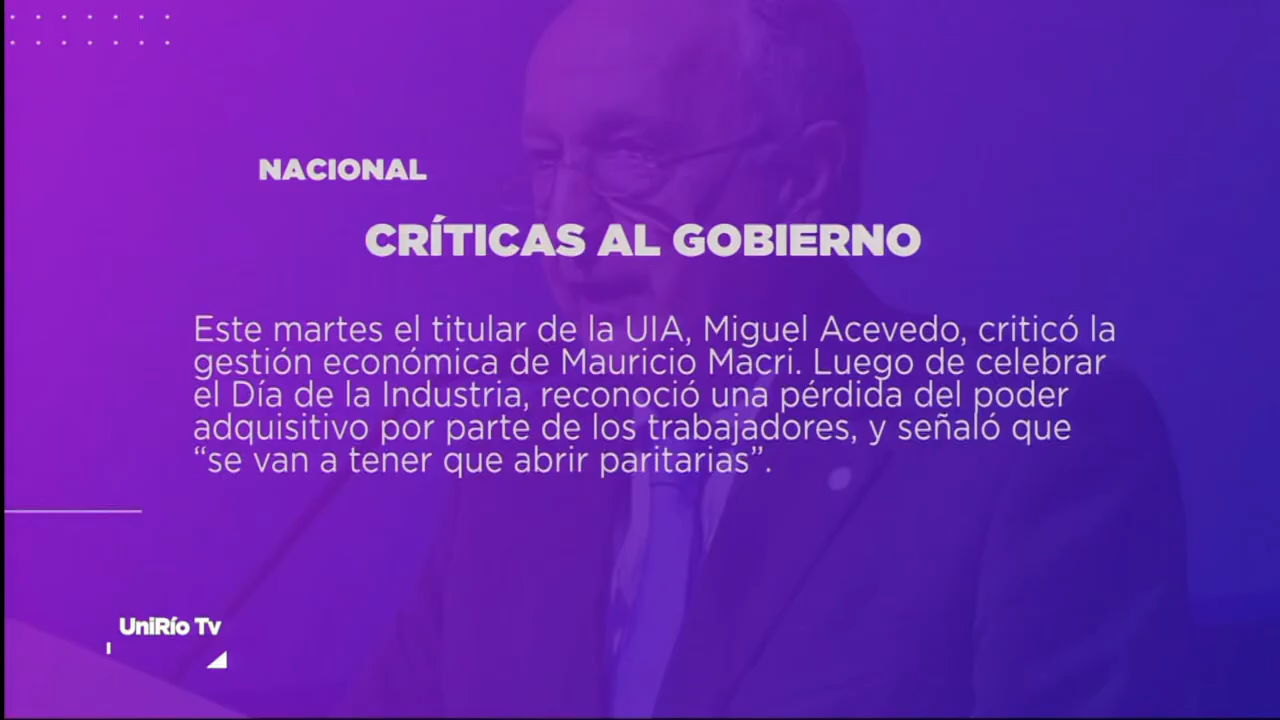 NACIONAL
CRÍTICAS AL GOBIERNO
Este martes el titular de la UIA, Miguel Acevedo, criticó la
gestión económica de Mauricio Macri. Luego de celebrar
el Día de la Industria, reconoció una pérdida del poder
adquisitivo por parte de los trabajadores, y señaló que
“se van a tener que abrir paritarias”.
UniRío Tv